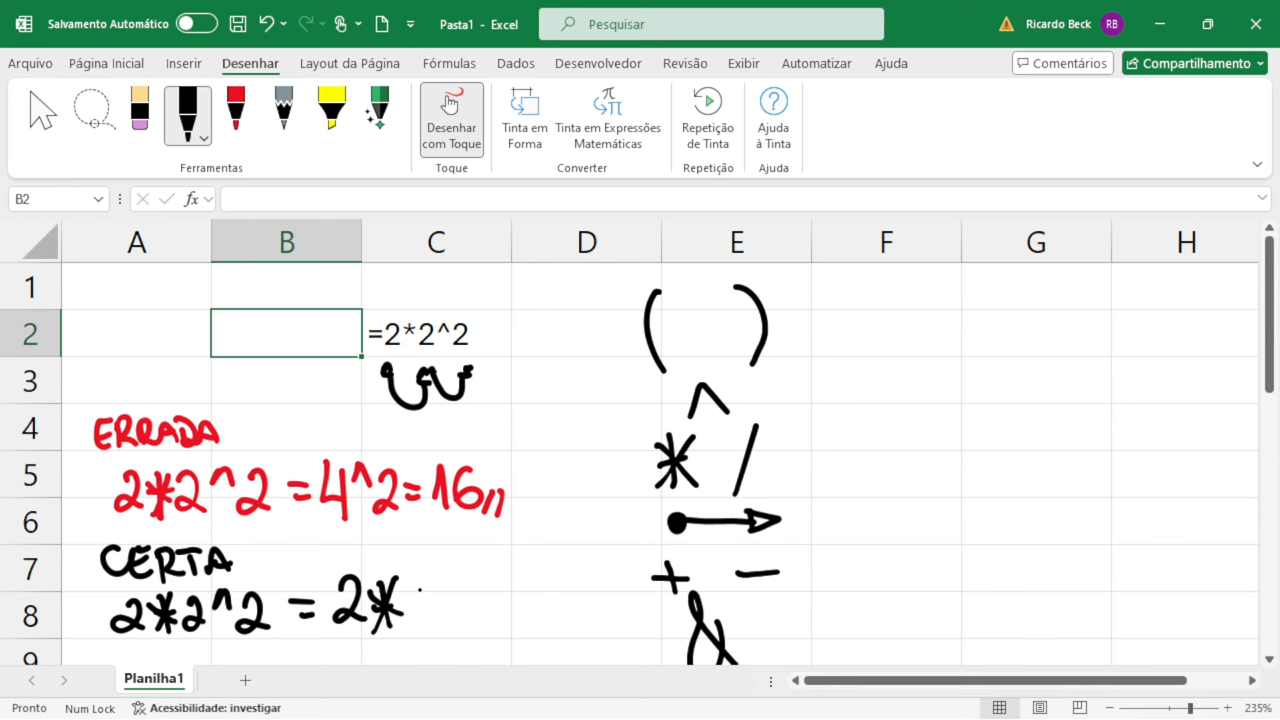 Salvamento Automático
Pasta1 - Excel
Pesquisar
Ricardo Beck
RB
Arquivo Página Inicial Inserir Desenhar Layout da Página Fórmulas Dados Desenvolvedor Revisão Exibir Automatizar Ajuda
Comentários
Compartilhamento
Desenhar
com Toque
Tinta em
Forma
Tinta em Expressões
Matemáticas
Repetição
de Tinta
Ajuda
à Tinta
Ferramentas Toque Converter Repetição Ajuda
B2
fx
A B C D E F G H
1
( )
2
=2*2^2
3
^
4
ERRADA
* /
5
2*2^2 = 4^2 = 16,,
6
7
CERTA
+ -
8
2*2^2 = 2*
&
9
Planilha1
Pronto Num Lock Acessibilidade: investigar
235%